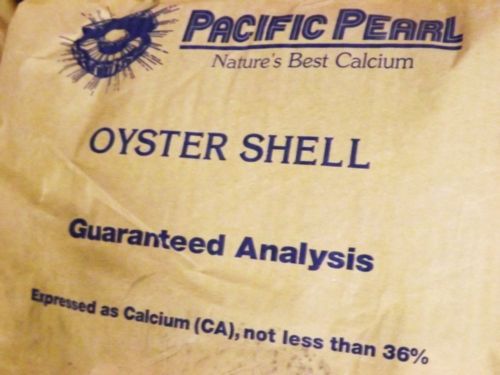 PACIFIC PEARL
Nature's Best Calcium
OYSTER SHELL
Guaranteed Analysis
Expressed as Calcium (CA), not less than 36%